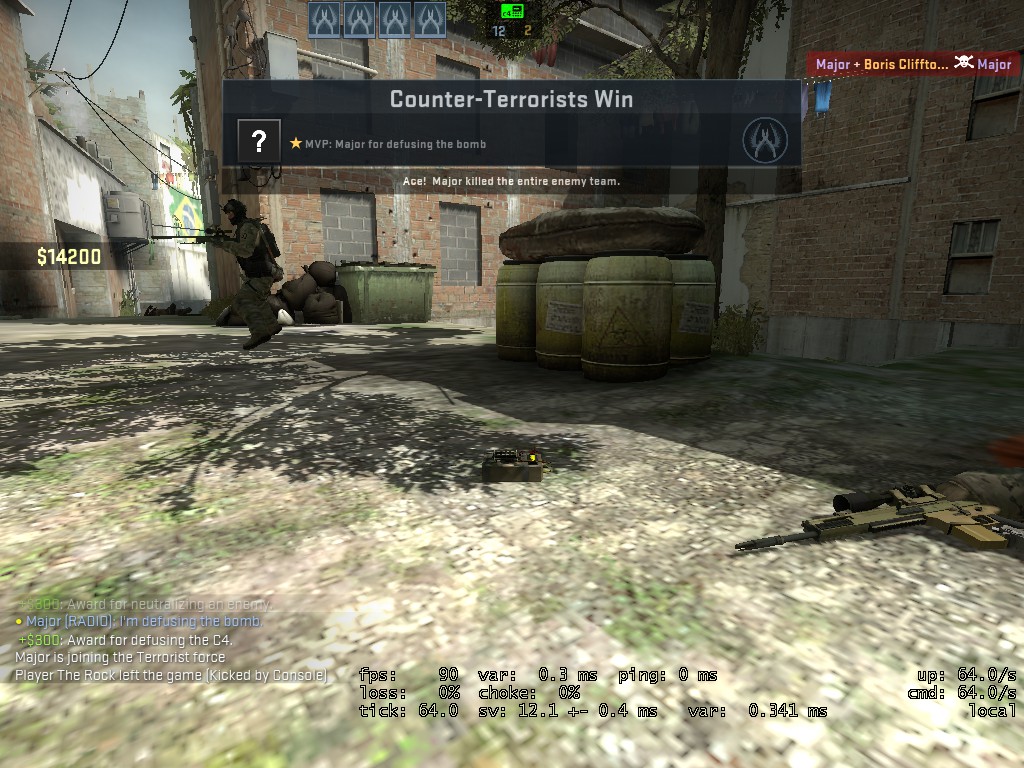 c4
12 2
Major + Boris Cliffto... Major
Counter-Terrorists Win
?
MVP: Major for defusing the bomb
Ace! Major killed the entire enemy team.
$14200
+$300: Award for neutralizing an enemy.
Major (RADIO): I'm defusing the bomb.
+$300: Award for defusing the C4.
Major is joining the Terrorist force
Player The Rock left the game (Kicked by Console)
fps: 90 var: 0.3 ms ping: 0 ms
loss: 0% choke: 0%
tick: 64.0 sv: 12.1 +- 0.4 ms var: 0.341 ms
up: 64.0/s
cmd: 64.0/s
local